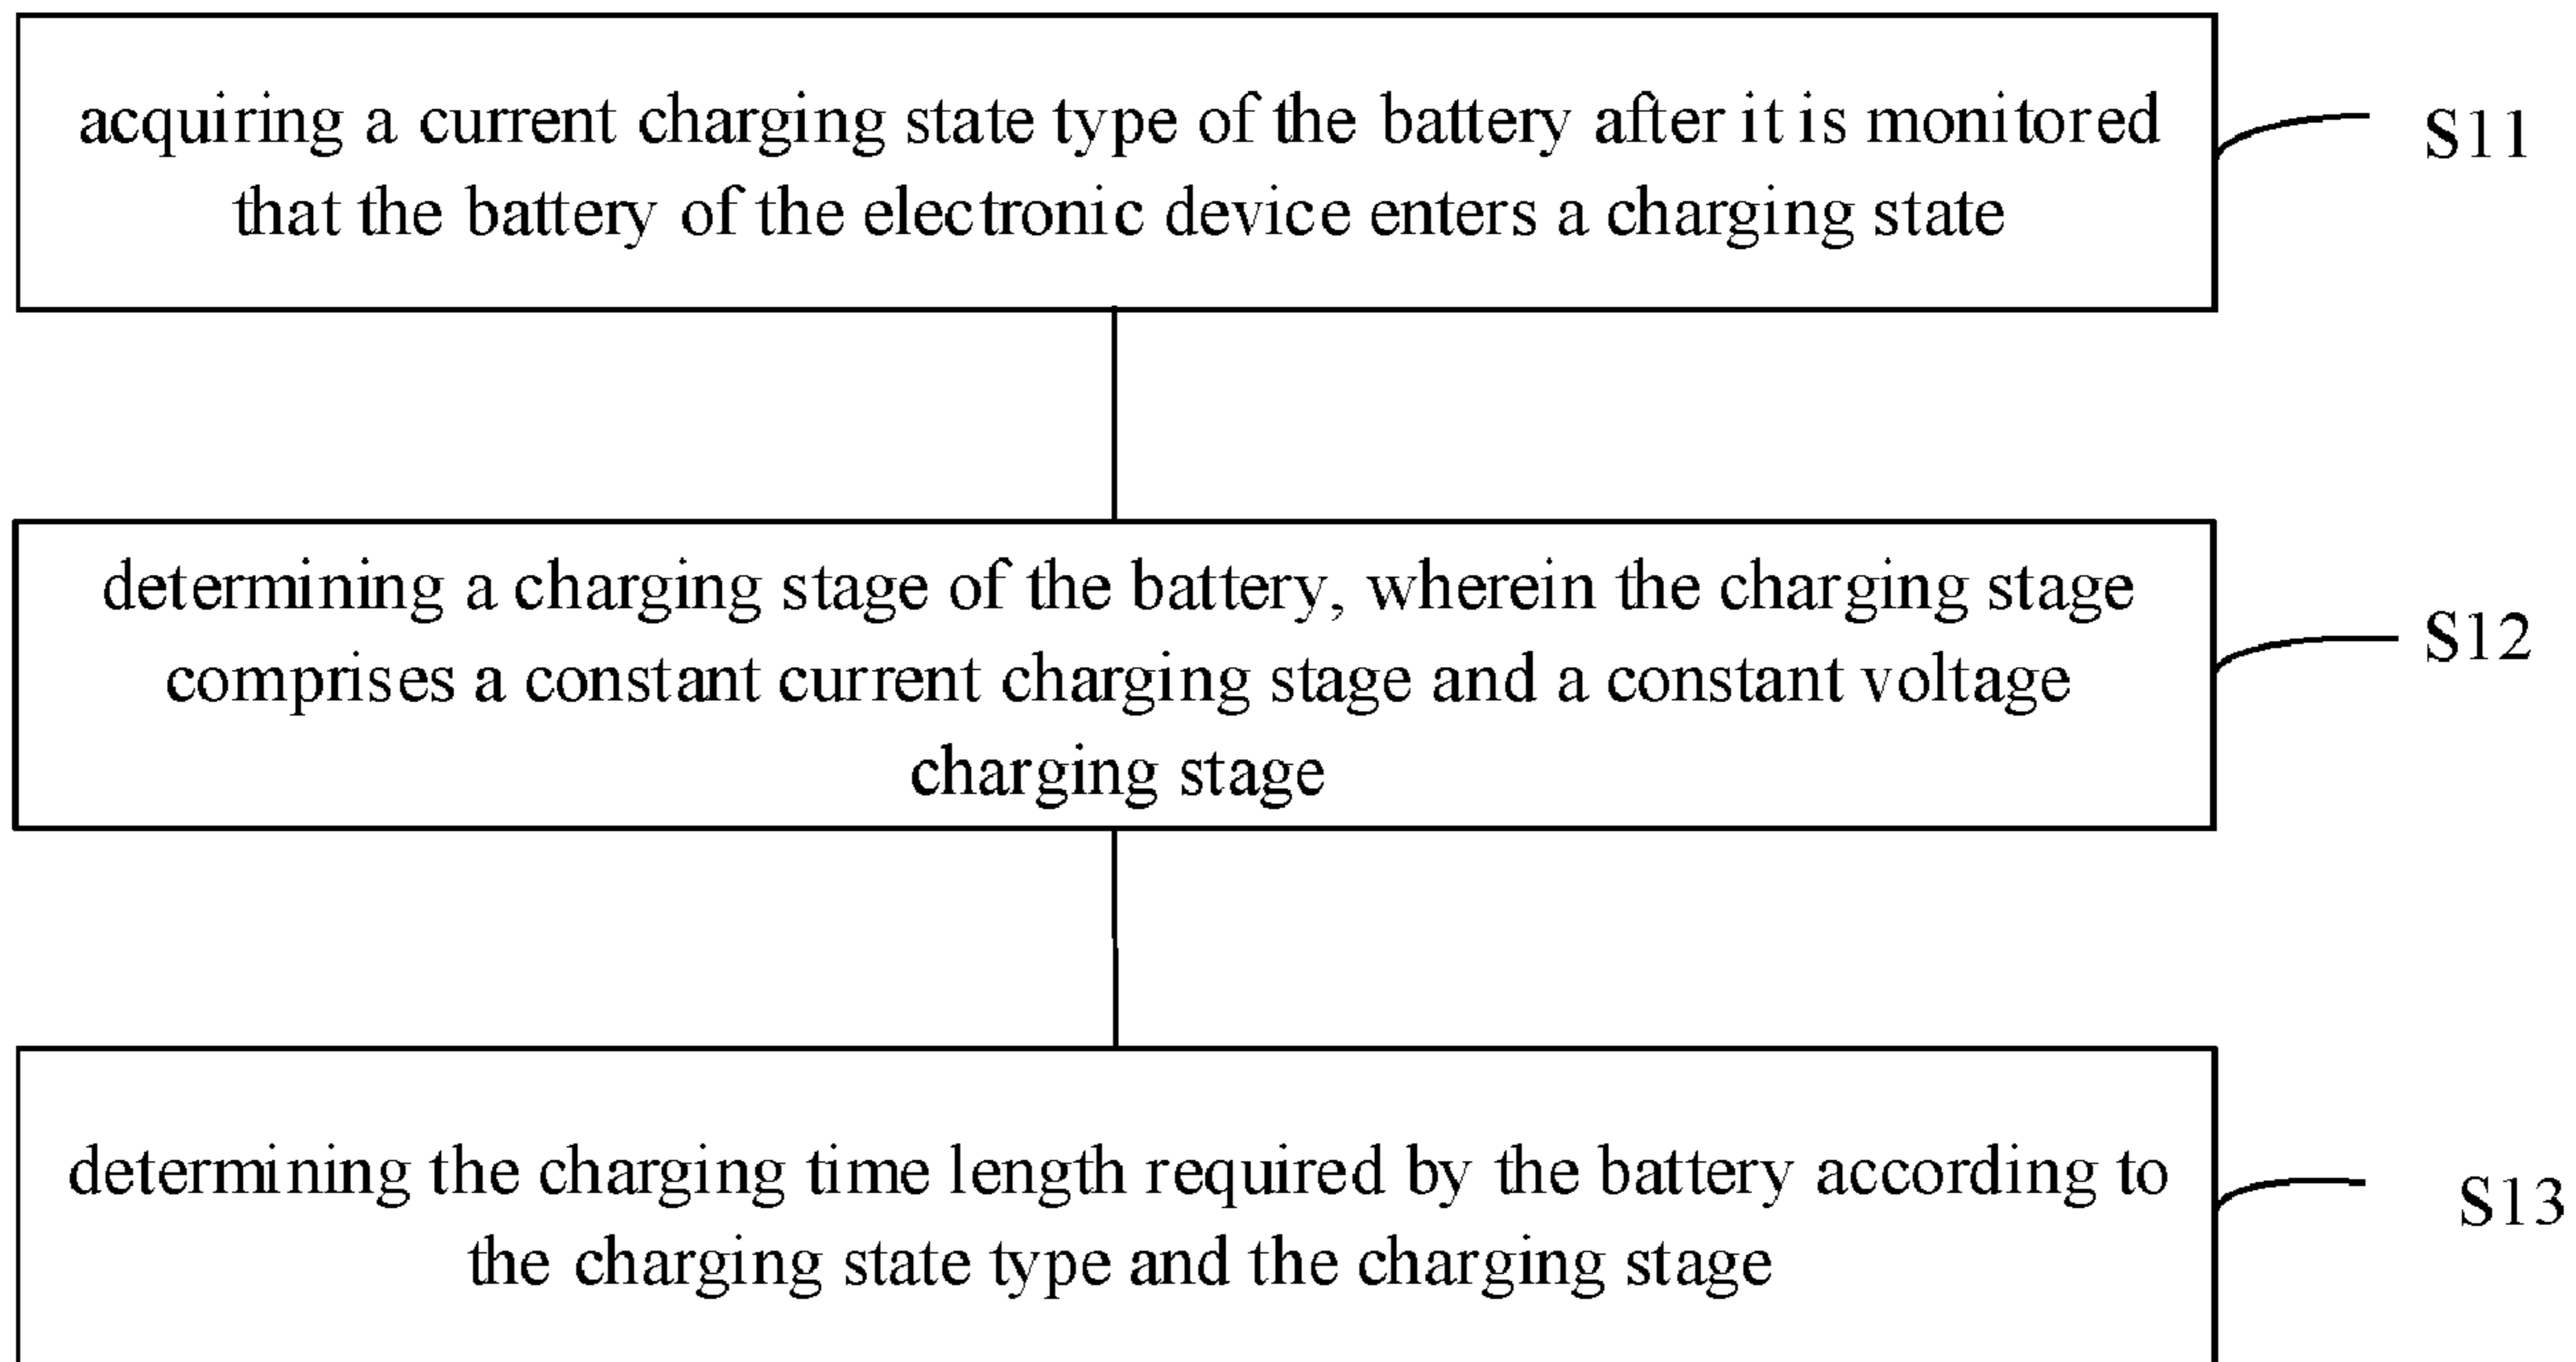 acquiring a current charging state type of the battery after it is monitored
that the battery of the electronic device enters a charging state
S11
determining a charging stage of the battery, wherein the charging stage
comprises a constant current charging stage and a constant voltage
charging stage
S12
determining the charging time length required by the battery according to
the charging state type and the charging stage
S13